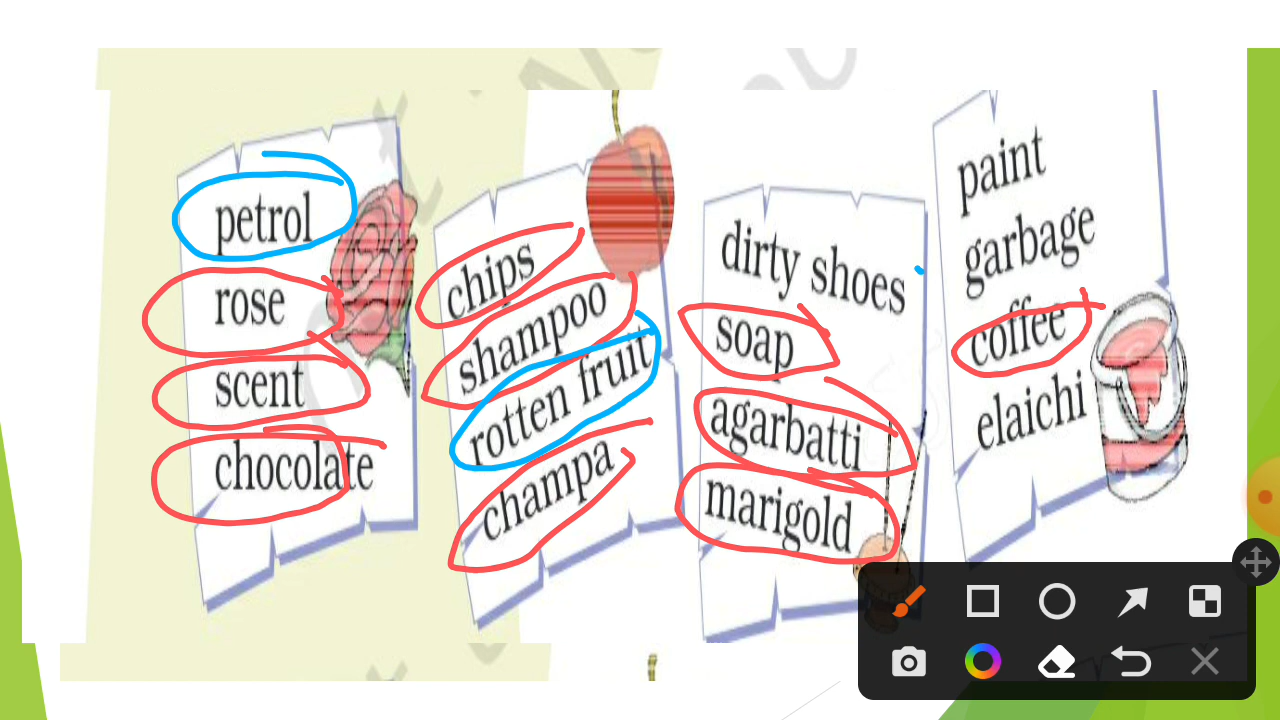 petrol
rose
scent
chocolate
chips
shampoo
rotten fruit
champa
dirty shoes
soap
agarbatti
marigold
paint
garbage
coffee
elaichi